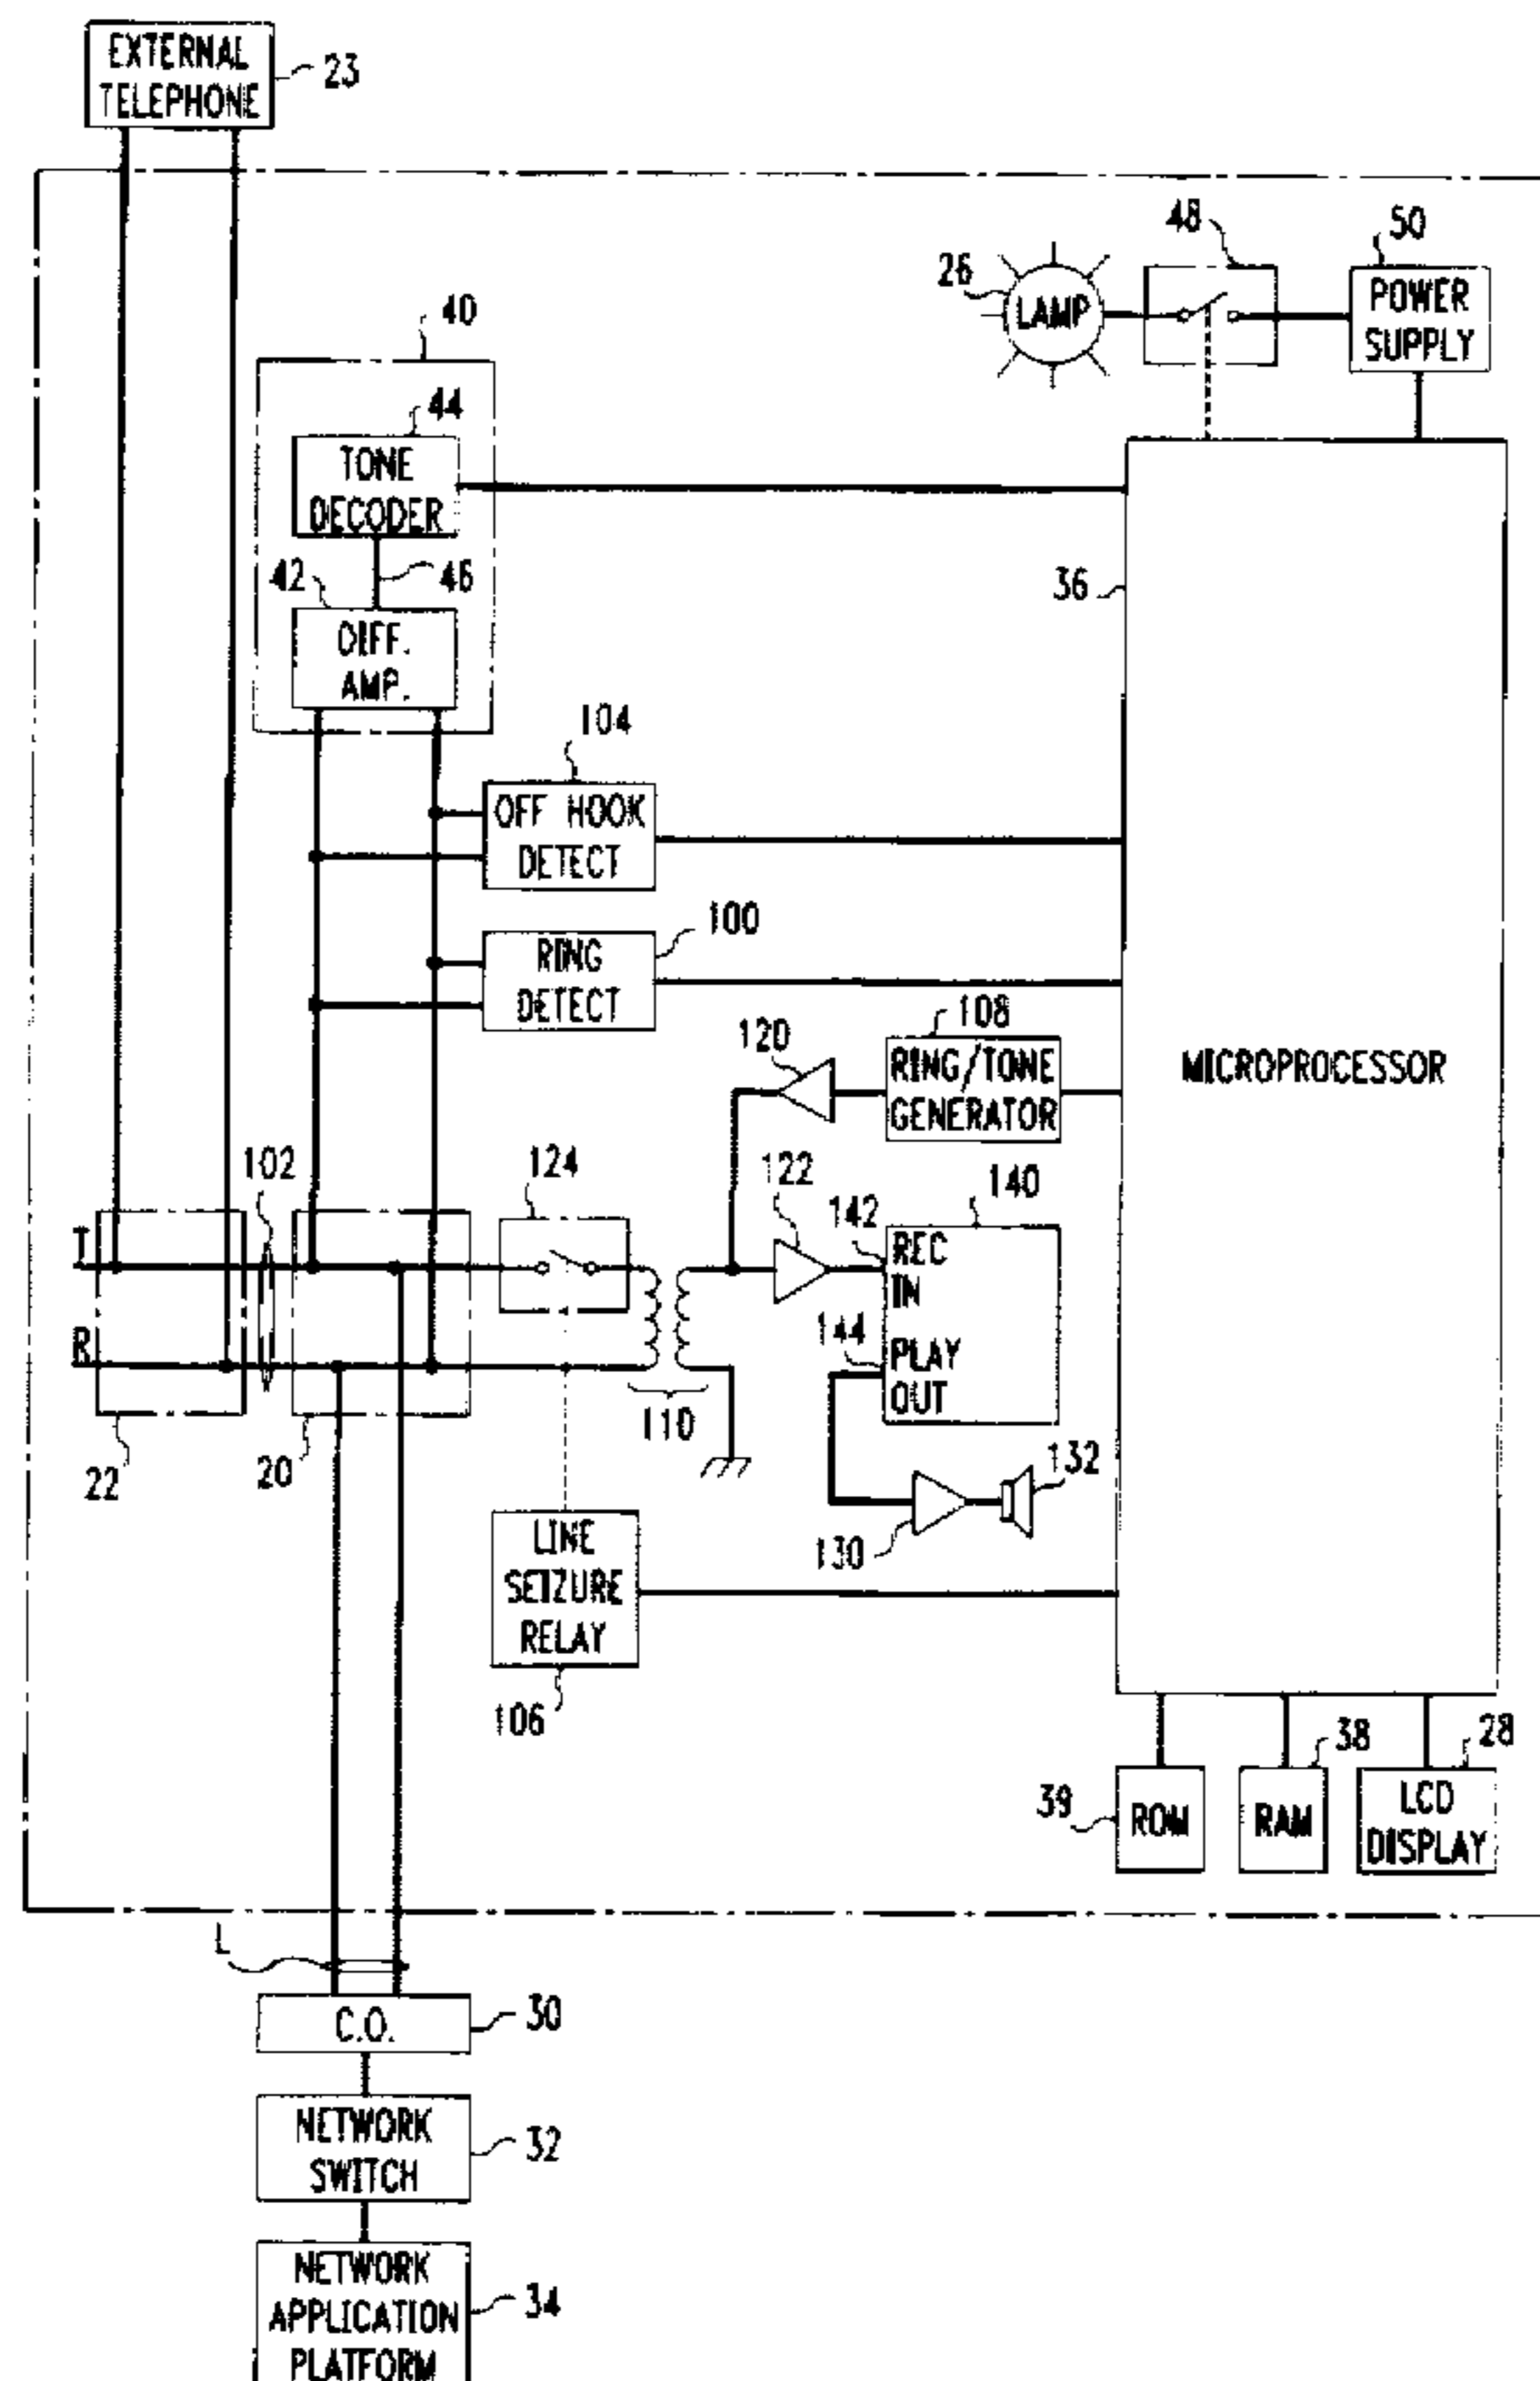 EXTERNAL
TELEPHONE
23
48
50
26
LAMP
POWER
SUPPLY
40
44
TONE
DECODER
42
46
36
DIFF.
AMP.
104
OFF HOOK
DETECT
100
RING
DETECT
MICROPROCESSOR
108
120
RING/TONE
GENERATOR
102
124
122
142
140
T
REC
IN
R
144
PLAY
OUT
110
22
20
132
130
LINE
SEIZURE
RELAY
106
39
ROM
38
RAM
28
LCD
DISPLAY
L
C.O.
30
NETWORK
SWITCH
32
NETWORK
APPLICATION
PLATFORM
34